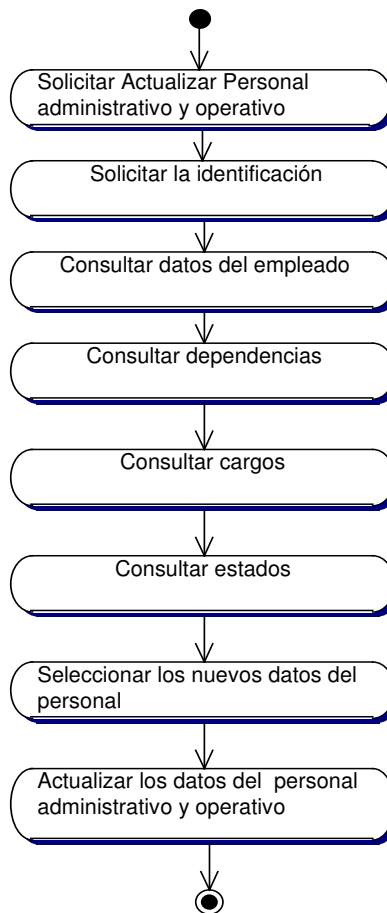 Solicitar Actualizar Personal
administrativo y operativo
Solicitar la identificación
Consultar datos del empleado
Consultar dependencias
Consultar cargos
Consultar estados
Seleccionar los nuevos datos del
personal
Actualizar los datos del  personal
administrativo y operativo